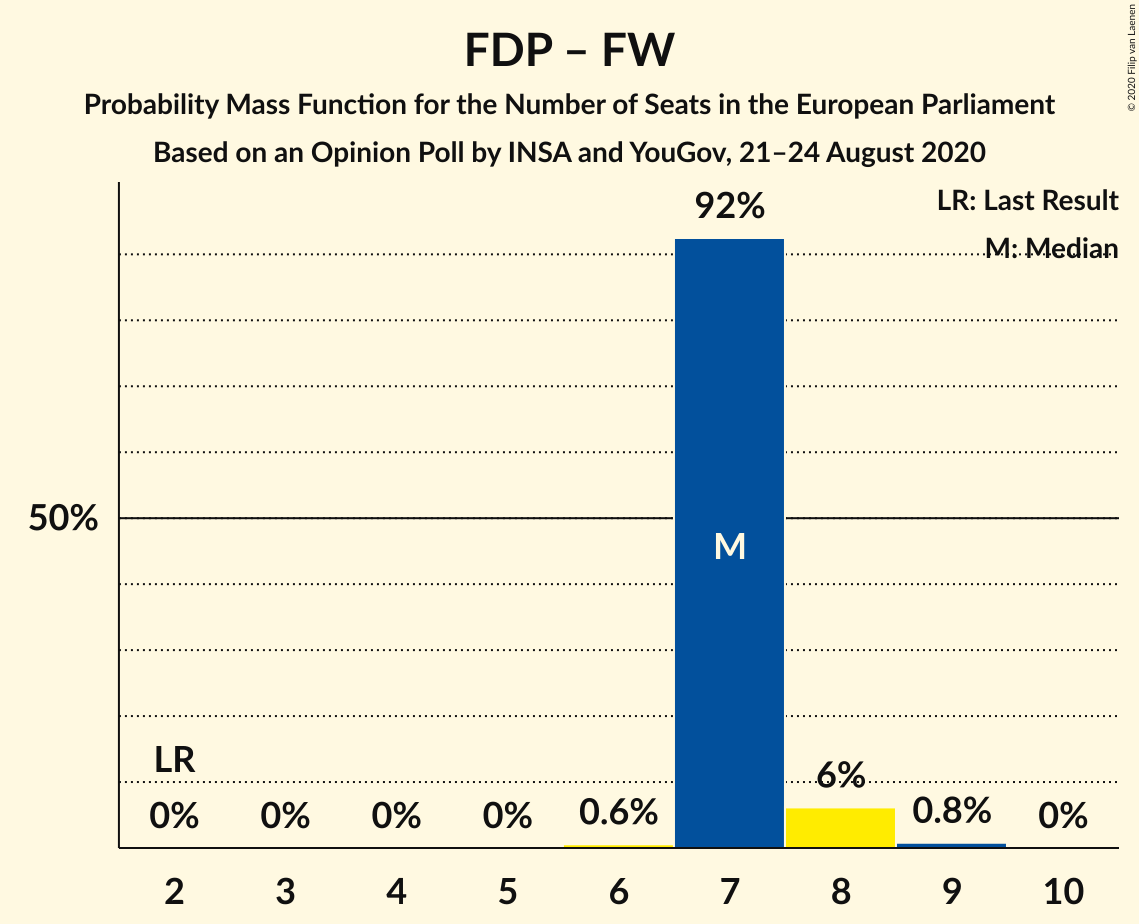 FDP – FW
Probability Mass Function for the Number of Seats in the European Parliament
Based on an Opinion Poll by INSA and YouGov, 21–24 August 2020
© 2020 Filip van Laenen
LR: Last Result
M: Median
92%
50%
M
LR
0%
0%
0%
0%
0.6%
6%
0.8%
0%
2
3
4
5
6
7
8
9
10